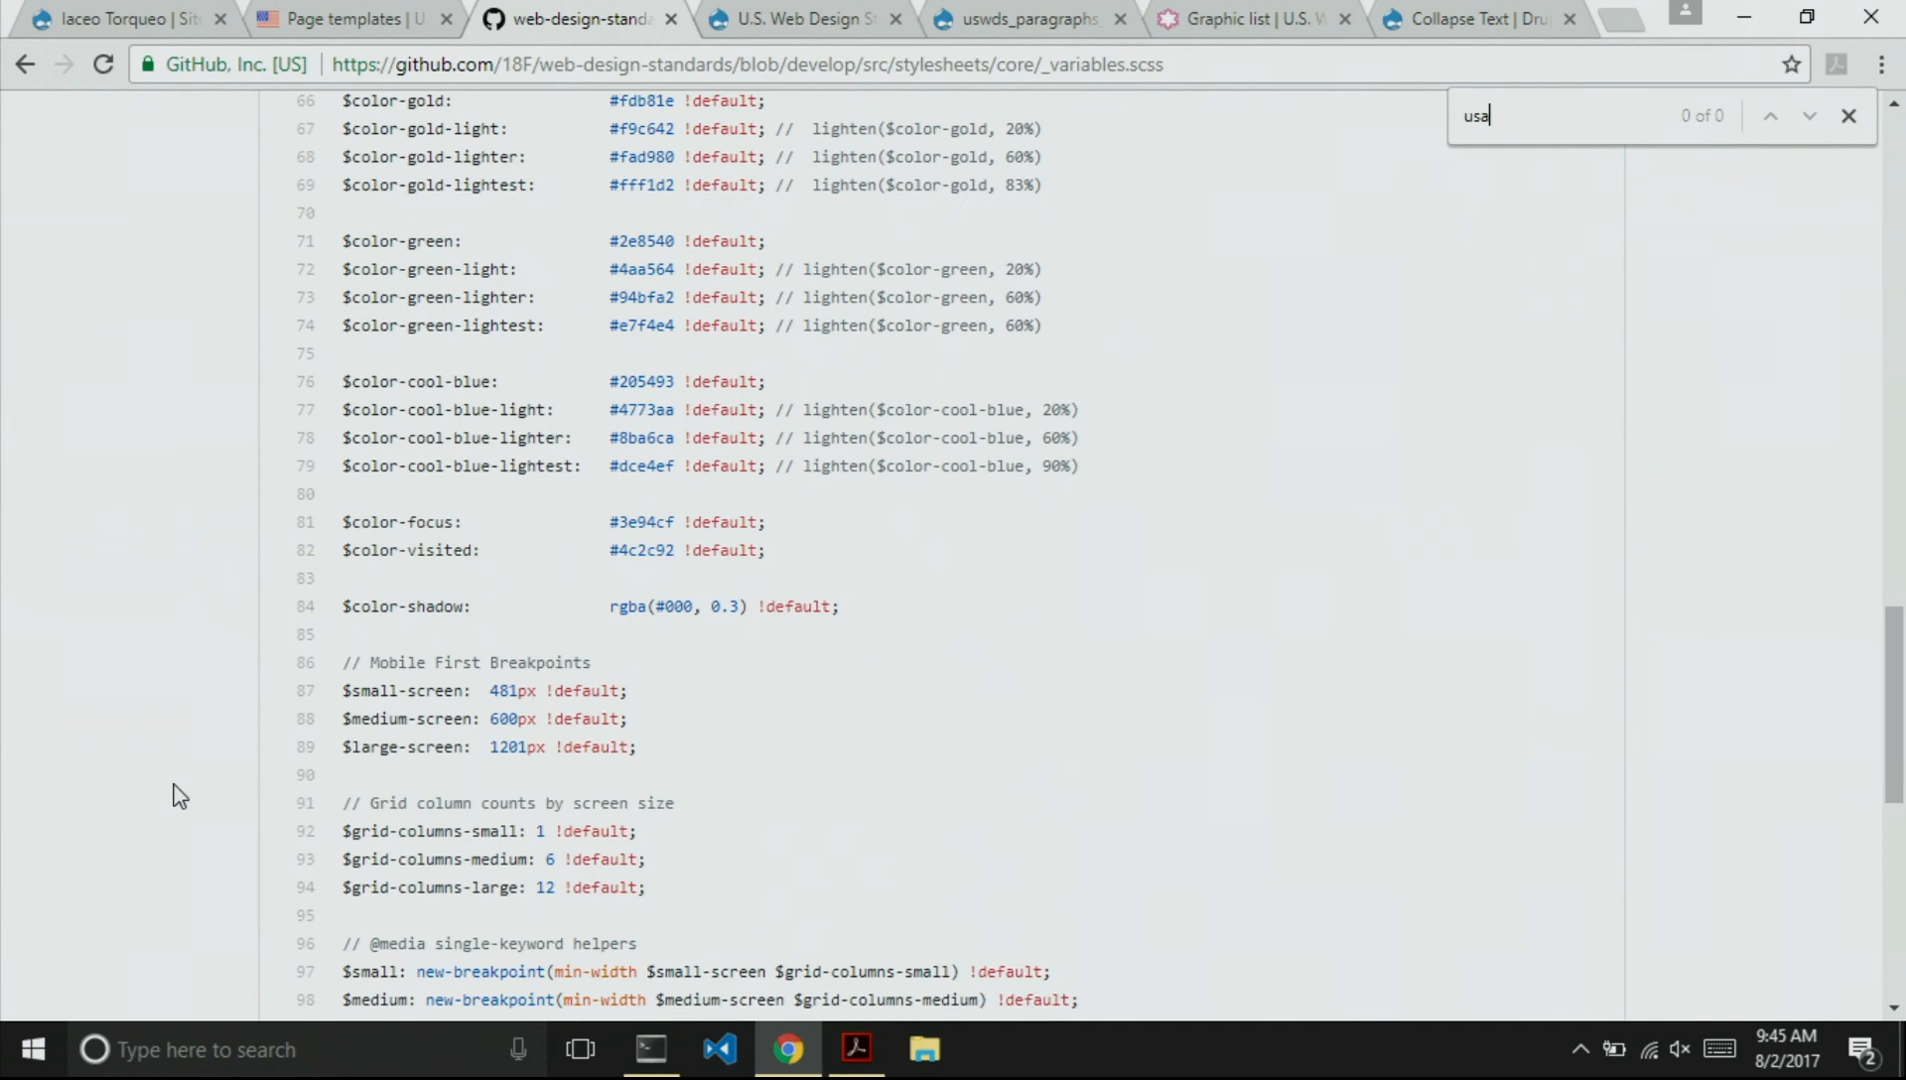 laceo Torqueo | Sit
Page templates | U
web-design-standa
U.S. Web Design St
uswds_paragraphs
Graphic list | U.S. W
Collapse Text | Dru
GitHub, Inc. [US] https://github.com/18F/web-design-standards/blob/develop/src/stylesheets/core/_variables.scss
usa 0 of 0
66 $color-gold: #fdb81e !default;
67 $color-gold-light: #f9c642 !default; // lighten($color-gold, 20%)
68 $color-gold-lighter: #fad980 !default; // lighten($color-gold, 60%)
69 $color-gold-lightest: #fff1d2 !default; // lighten($color-gold, 83%)
70
71 $color-green: #2e8540 !default;
72 $color-green-light: #4aa564 !default; // lighten($color-green, 20%)
73 $color-green-lighter: #94bfa2 !default; // lighten($color-green, 60%)
74 $color-green-lightest: #e7f4e4 !default; // lighten($color-green, 60%)
75
76 $color-cool-blue: #205493 !default;
77 $color-cool-blue-light: #4773aa !default; // lighten($color-cool-blue, 20%)
78 $color-cool-blue-lighter: #8ba6ca !default; // lighten($color-cool-blue, 60%)
79 $color-cool-blue-lightest: #dce4ef !default; // lighten($color-cool-blue, 90%)
80
81 $color-focus: #3e94cf !default;
82 $color-visited: #4c2c92 !default;
83
84 $color-shadow: rgba(#000, 0.3) !default;
85
86 // Mobile First Breakpoints
87 $small-screen: 481px !default;
88 $medium-screen: 600px !default;
89 $large-screen: 1201px !default;
90
91 // Grid column counts by screen size
92 $grid-columns-small: 1 !default;
93 $grid-columns-medium: 6 !default;
94 $grid-columns-large: 12 !default;
95
96 // @media single-keyword helpers
97 $small: new-breakpoint(min-width $small-screen $grid-columns-small) !default;
98 $medium: new-breakpoint(min-width $medium-screen $grid-columns-medium) !default;
Type here to search
9:45 AM
8/2/2017
2